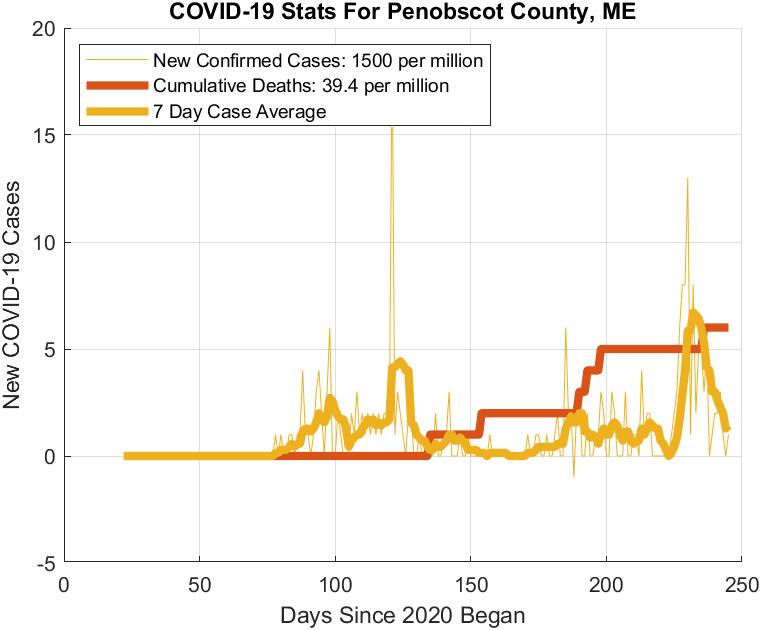 COVID-19 Stats For Penobscot County, ME
20
New Confirmed Cases: 1500 per million
Cumulative Deaths: 39.4 per million
7 Day Case Average
15
10
5
0
-5
New COVID-19 Cases
0 50 100 150 200 250
Days Since 2020 Began